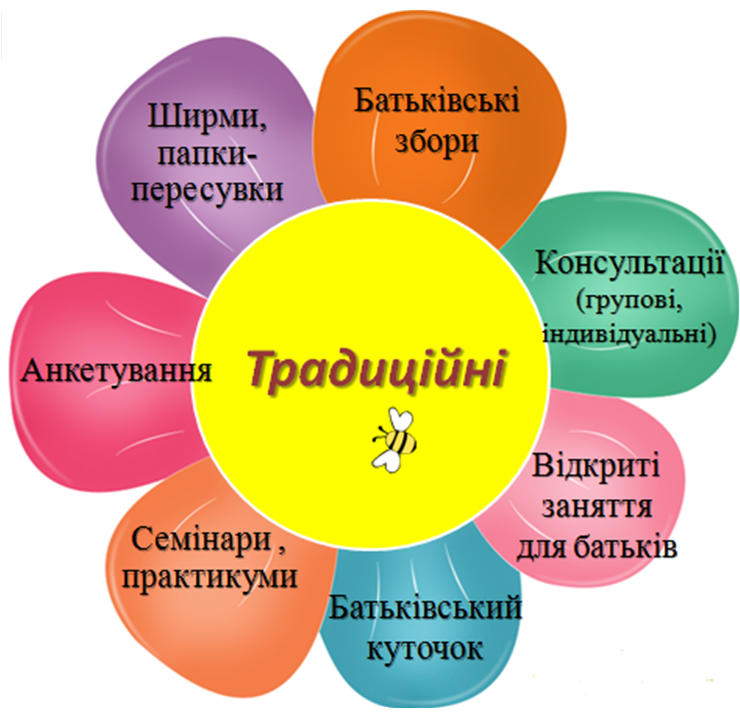 Традиційні
Батьківські
збори
Консультації
(групові,
індивідуальні)
Відкриті
заняття
для батьків
Батьківський
куточок
Семінари ,
практикуми
Анкетування
Ширми,
папки-
пересувки